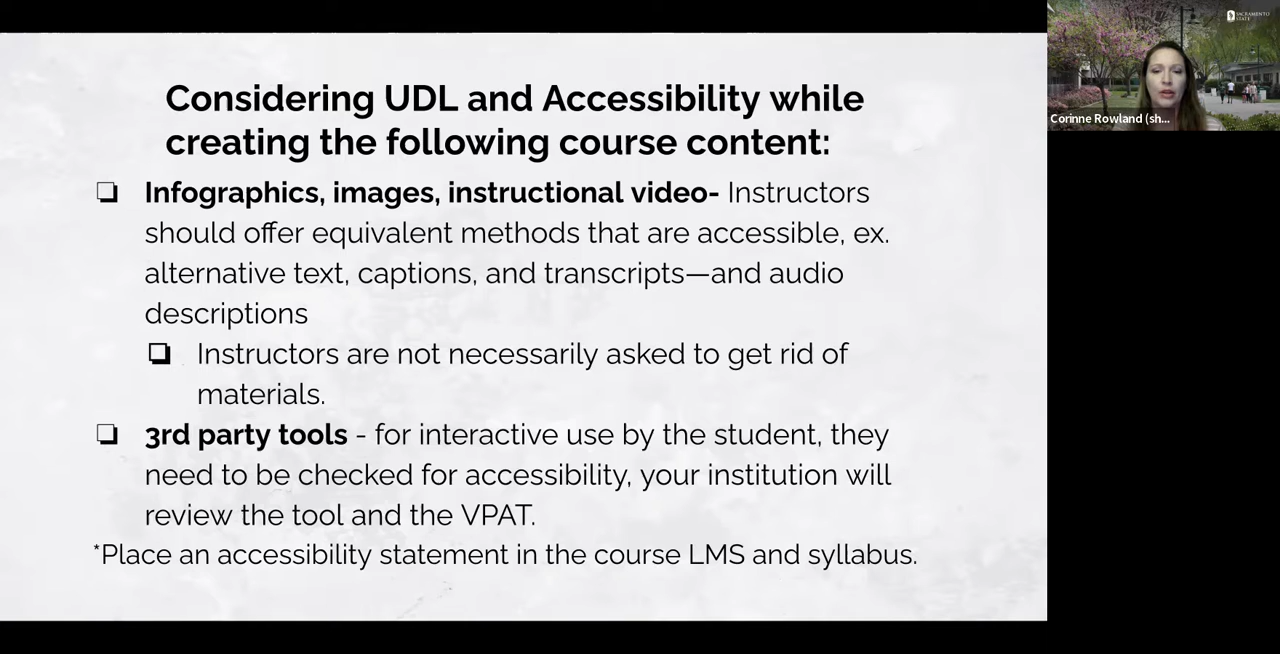 Considering UDL and Accessibility while
creating the following course content:
Infographics, images, instructional video- Instructors
should offer equivalent methods that are accessible, ex.
alternative text, captions, and transcripts—and audio
descriptions
Instructors are not necessarily asked to get rid of
materials.
3rd party tools - for interactive use by the student, they
need to be checked for accessibility, your institution will
review the tool and the VPAT.
*Place an accessibility statement in the course LMS and syllabus.
SACRAMENTO
STATE
Corinne Rowland (sh...